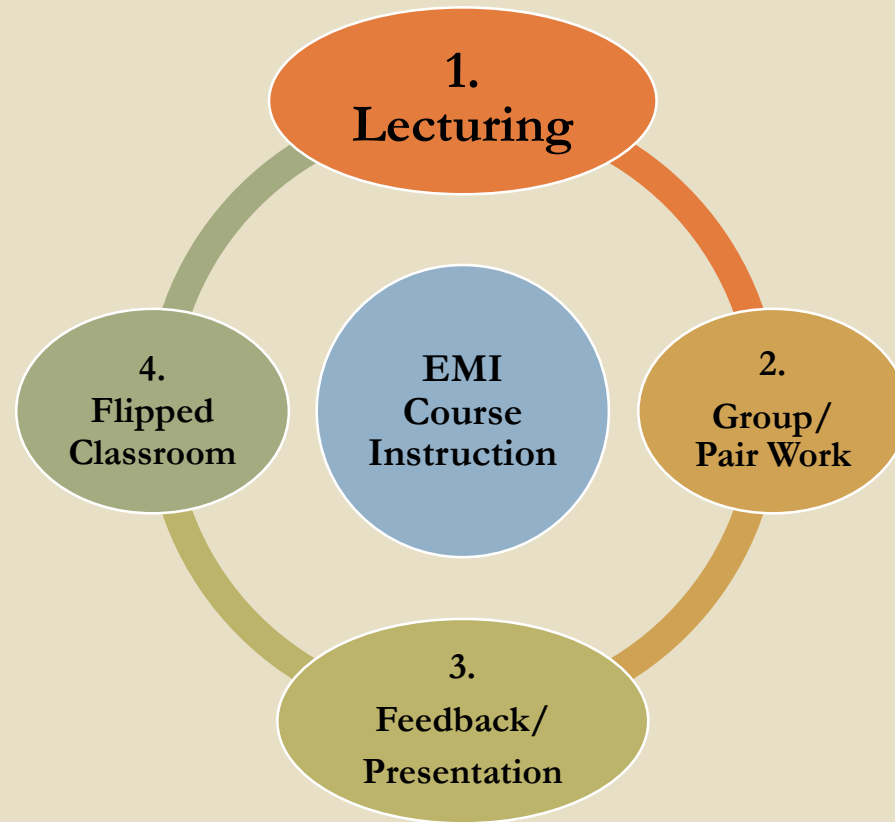 1.
Lecturing
2.
Group/
Pair Work
3.
Feedback/
Presentation
4.
Flipped
Classroom
EMI
Course
Instruction